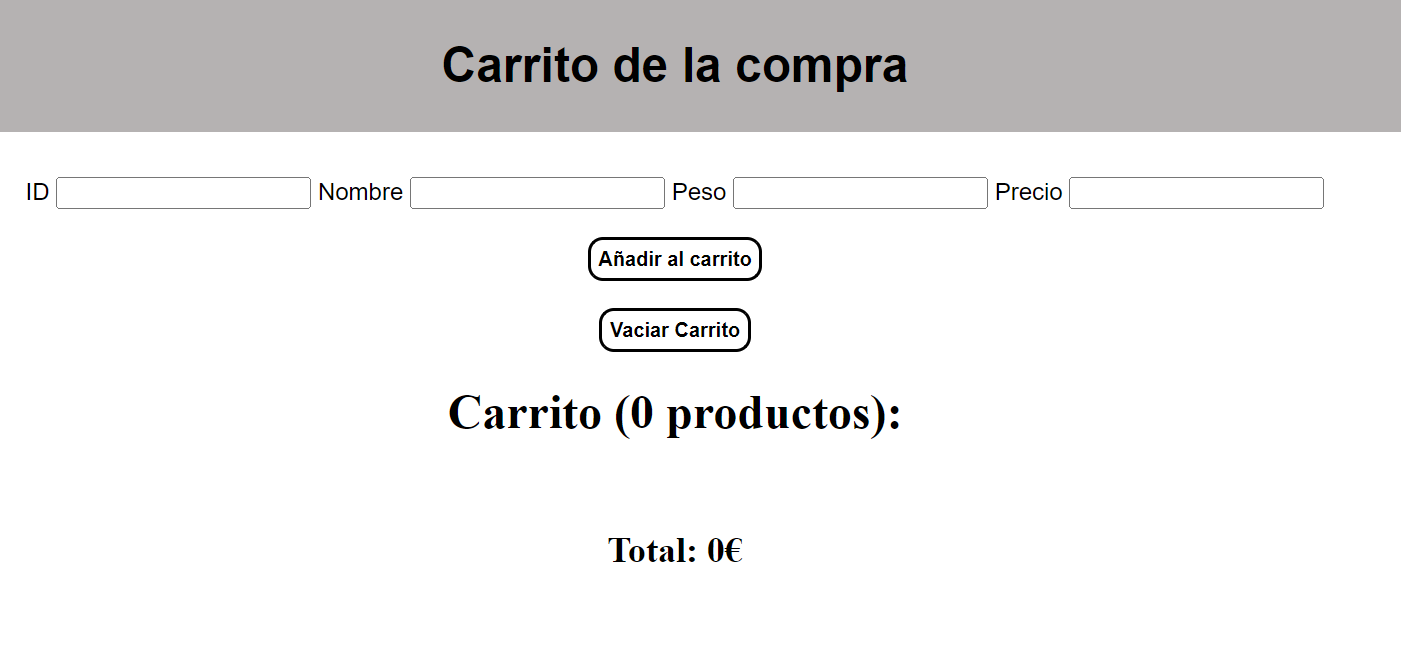 Carrito de la compra
ID Nombre Peso Precio
Añadir al carrito
Vaciar Carrito
Carrito (0 productos):
Total: 0€